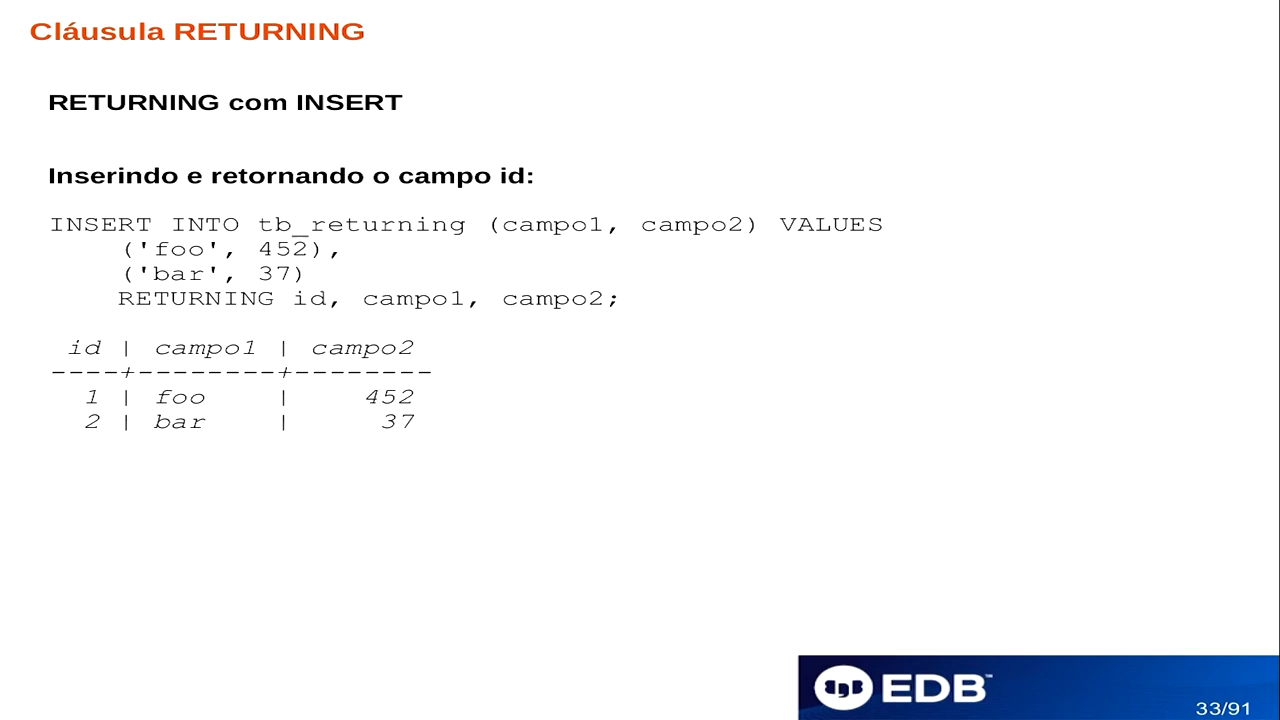 Cláusula RETURNING
RETURNING com INSERT
Inserindo e retornando o campo id:
INSERT INTO tb_returning (campo1, campo2) VALUES
    ('foo', 452),
    ('bar', 37)
    RETURNING id, campo1, campo2;
 id | campo1 | campo2
----+--------+--------
  1 | foo    |    452
  2 | bar    |     37
EDB™
33/91